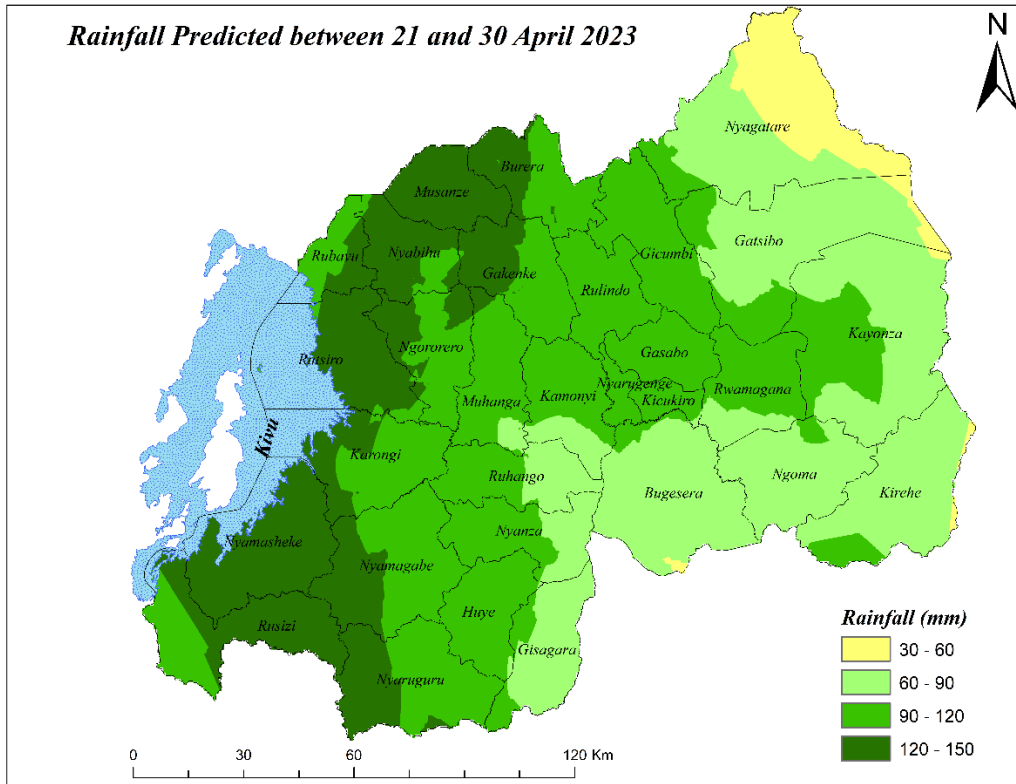 Rainfall Predicted between 21 and 30 April 2023
N
Nyagatare
Burera
Musanze
Rubavu
Nyabihu
Gakenke
Gicumbi
Gatsibo
Rulindo
Rutsiro
Ngororero
Gasabo
Kayonza
Nyarugenge
Kicukiro
Rwamagana
Muhanga
Kamonyi
Kivu
Karongi
Ruhango
Bugesera
Ngoma
Kirehe
Nyamasheke
Nyanza
Nyamagabe
Huye
Rusizi
Gisagara
Nyaruguru
Rainfall (mm)
30 - 60
60 - 90
90 - 120
120 - 150
0 30 60 120 Km